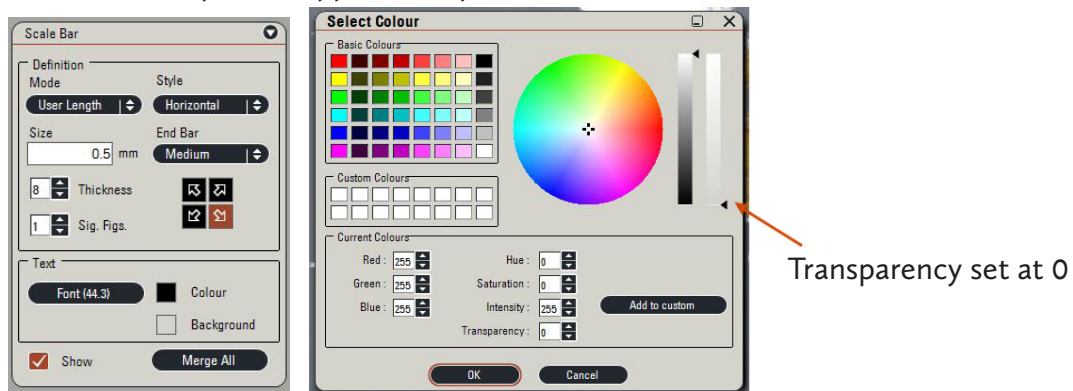 Scale Bar
Definition
Mode
Style
User Length
Horizontal
Size
End Bar
0.5 mm
Medium
8 Thickness
1 Sig. Figs.
Text
Font (44.3)
Colour
Background
Show
Merge All
Select Colour
Basic Colours
Custom Colours
Current Colours
Red : 255
Hue : 0
Green : 255
Saturation : 0
Blue : 255
Intensity : 255
Add to custom
Transparency : 0
OK
Cancel
Transparency set at 0